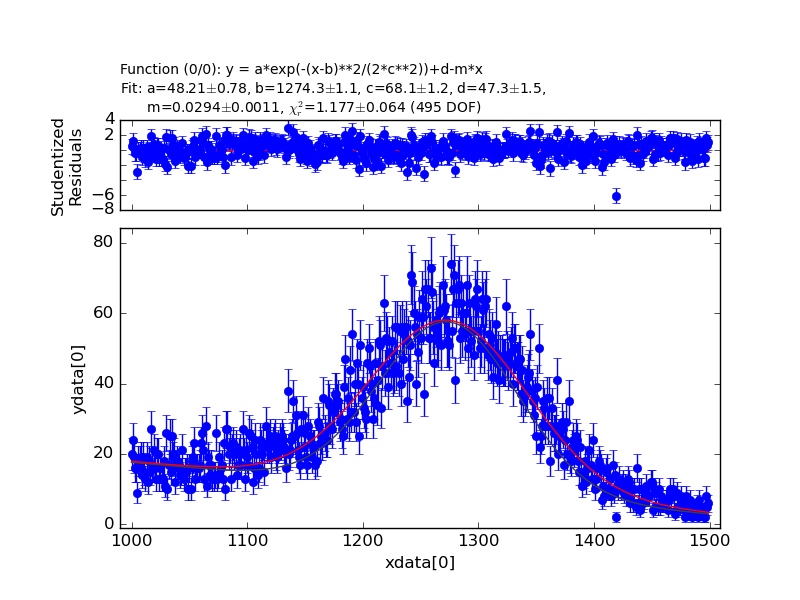 Function (0/0): y = a*exp(-(x-b)**2/(2*c**2))+d-m*x
Fit: a=48.21±0.78, b=1274.3±1.1, c=68.1±1.2, d=47.3±1.5,
m=0.0294±0.0011, χ²ᵣ=1.177±0.064 (495 DOF)
4
2
−6
−8
Studentized
Residuals
80
60
40
20
0
ydata[0]
1000 1100 1200 1300 1400 1500
xdata[0]